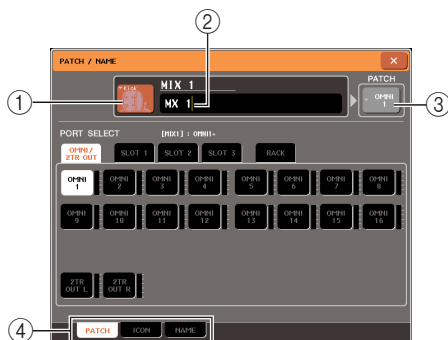 ②
PATCH / NAME
×
Kick
MIX 1
MX 1
PATCH
OMNI 1
①
③
PORT SELECT
[MIX1] : OMNI1-
OMNI/ 2TR OUT
SLOT 1
SLOT 2
SLOT 3
RACK
OMNI 1
OMNI 2
OMNI 3
OMNI 4
OMNI 5
OMNI 6
OMNI 7
OMNI 8
OMNI 9
OMNI 10
OMNI 11
OMNI 12
OMNI 13
OMNI 14
OMNI 15
OMNI 16
2TR OUT L
2TR OUT R
④
PATCH
ICON
NAME